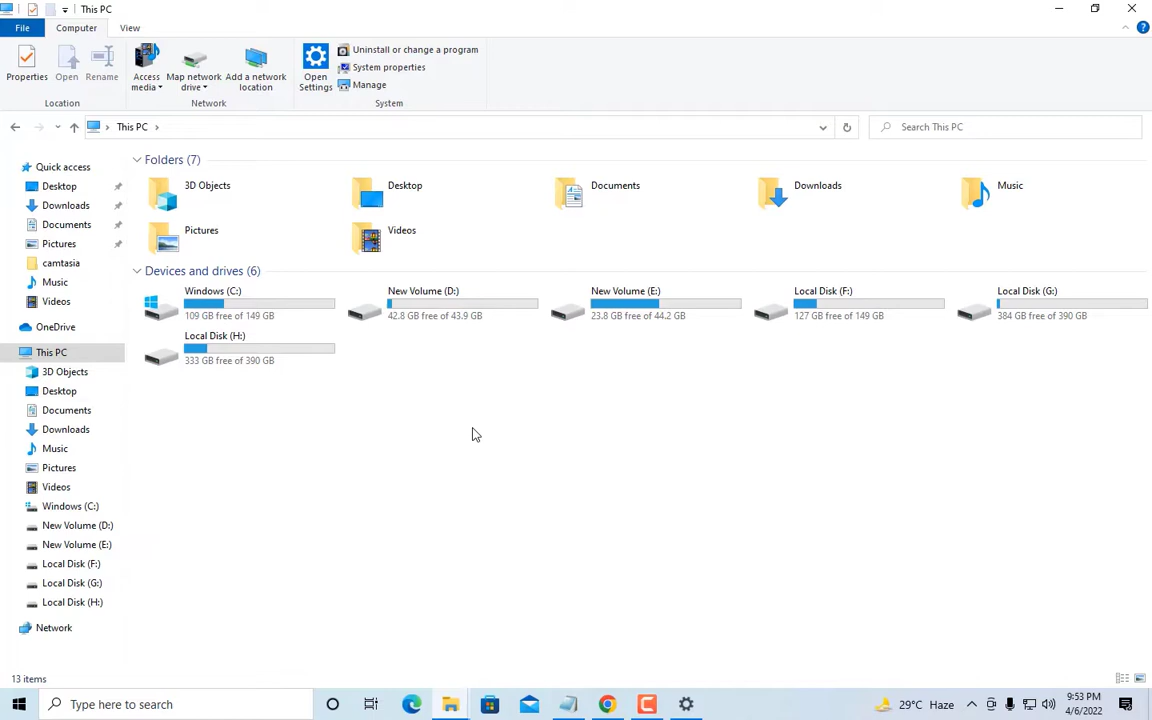 This PC
File Computer View
Properties Open Rename Access media Map network drive Add a network location Open Settings Uninstall or change a program
System properties
Manage
Location Network System
This PC Search This PC
Quick access
Desktop
Downloads
Documents
Pictures
camtasia
Music
Videos
OneDrive
This PC
3D Objects
Desktop
Documents
Downloads
Music
Pictures
Videos
Windows (C:)
New Volume (D:)
New Volume (E:)
Local Disk (F:)
Local Disk (G:)
Local Disk (H:)
Network
Folders (7)
3D Objects Desktop Documents Downloads Music
Pictures Videos
Devices and drives (6)
Windows (C:) New Volume (D:) New Volume (E:) Local Disk (F:) Local Disk (G:)
109 GB free of 149 GB 42.8 GB free of 43.9 GB 23.8 GB free of 44.2 GB 127 GB free of 149 GB 384 GB free of 390 GB
Local Disk (H:)
333 GB free of 390 GB
13 items
Type here to search 29°C Haze 9:53 PM
4/6/2022